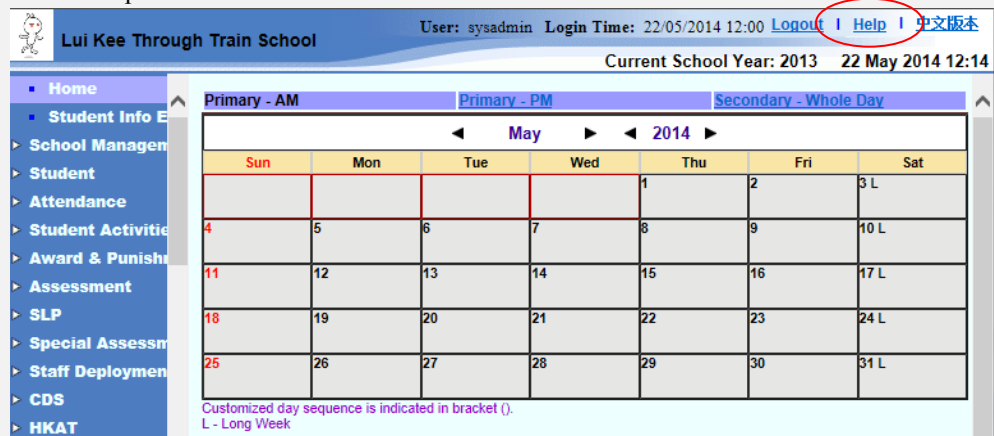 User: sysadmin Login Time: 22/05/2014 12:00 Logout | Help | 中文版本
Lui Kee Through Train School
Current School Year: 2013 22 May 2014 12:14
Home
Student Info E
School Managem
Student
Attendance
Student Activitie
Award & Punish
Assessment
SLP
Special Assessm
Staff Deploymen
CDS
HKAT
Primary - AM Primary - PM Secondary - Whole Day
◄ May ► ◄ 2014 ►
Sun Mon Tue Wed Thu Fri Sat
1 2 3 L
4 5 6 7 8 9 10 L
11 12 13 14 15 16 17 L
18 19 20 21 22 23 24 L
25 26 27 28 29 30 31 L
Customized day sequence is indicated in bracket ().
L - Long Week